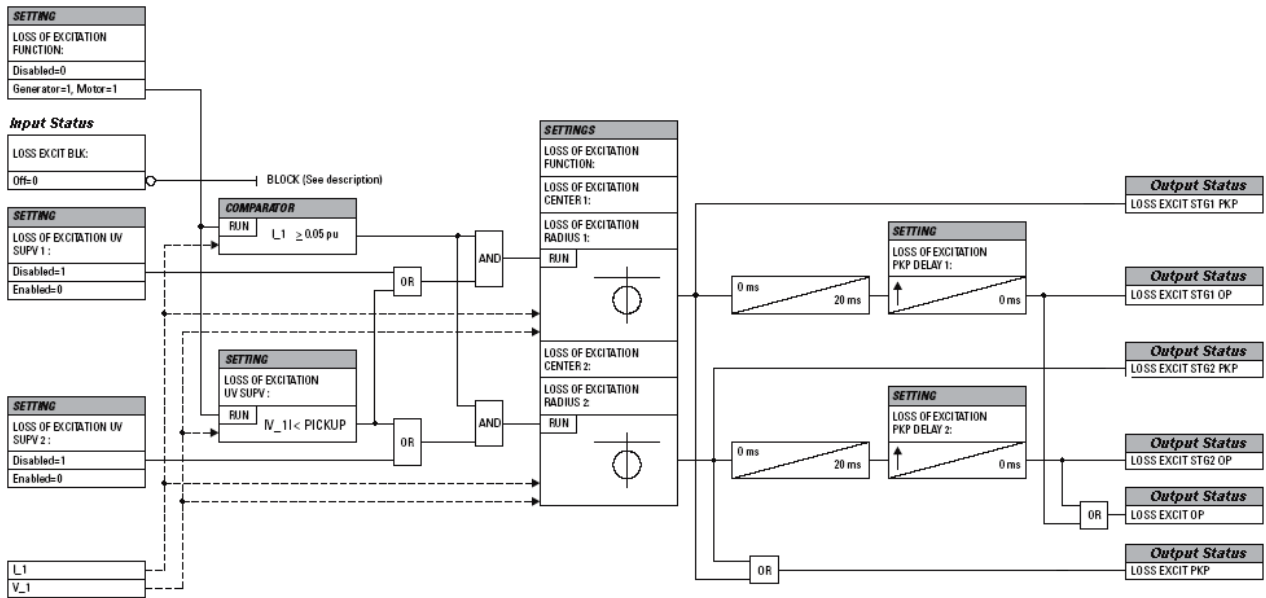 SETTING
LOSS OF EXCITATION
FUNCTION:
Disabled=0
Generator=1, Motor=1
Input Status
LOSS EXCIT BLK:
Off=0
BLOCK (See description)
SETTING
LOSS OF EXCITATION UV
SUPV 1 :
Disabled=1
Enabled=0
COMPARATOR
RUN
I_1 ≥ 0.05 pu
OR
AND
SETTING
LOSS OF EXCITATION
UV SUPV :
RUN
|V_1| < PICKUP
OR
AND
SETTING
LOSS OF EXCITATION UV
SUPV 2 :
Disabled=1
Enabled=0
I_1
V_1
SETTINGS
LOSS OF EXCITATION
FUNCTION:
LOSS OF EXCITATION
CENTER 1:
LOSS OF EXCITATION
RADIUS 1:
RUN
LOSS OF EXCITATION
CENTER 2:
LOSS OF EXCITATION
RADIUS 2:
RUN
0 ms
20 ms
SETTING
LOSS OF EXCITATION
PKP DELAY 1:
0 ms
0 ms
20 ms
SETTING
LOSS OF EXCITATION
PKP DELAY 2:
0 ms
OR
OR
Output Status
LOSS EXCIT STG1 PKP
Output Status
LOSS EXCIT STG1 OP
Output Status
LOSS EXCIT STG2 PKP
Output Status
LOSS EXCIT STG2 OP
Output Status
LOSS EXCIT OP
Output Status
LOSS EXCIT PKP